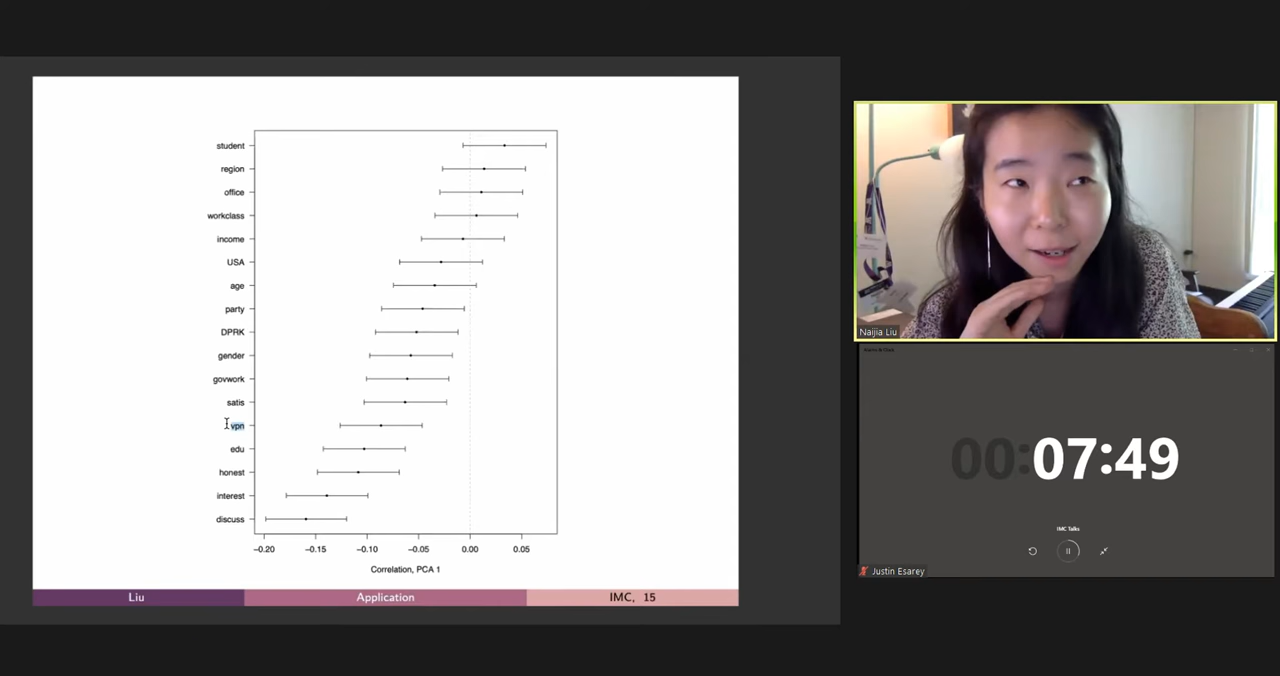 student
region
office
workclass
income
USA
age
party
DPRK
gender
govwork
satis
vpn
edu
honest
interest
discuss
−0.20 −0.15 −0.10 −0.05 0.00 0.05
Correlation, PCA 1
Liu Application IMC, 15
Naijia Liu
00:07:49
IMC Talks
Justin Esarey